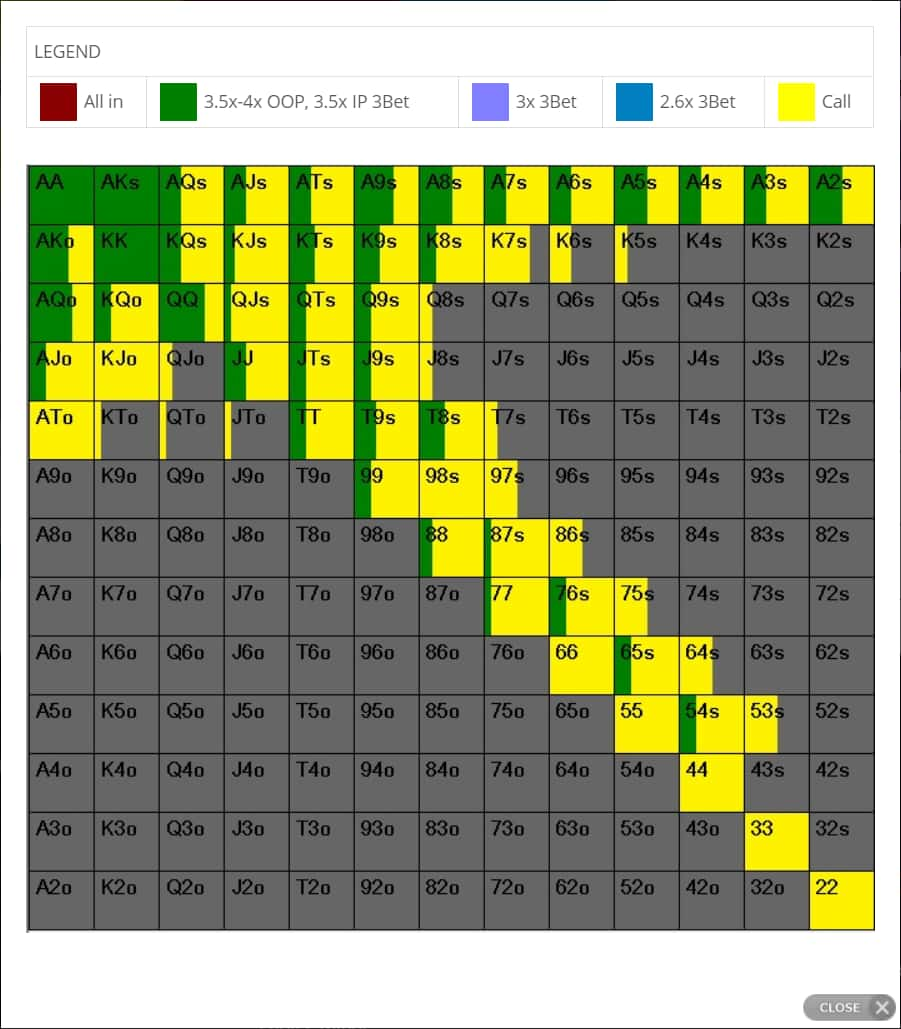 LEGEND
All in 3.5x-4x OOP, 3.5x IP 3Bet 3x 3Bet 2.6x 3Bet Call
AA AKs AQs AJs ATs A9s A8s A7s A6s A5s A4s A3s A2s
AKo KK KQs KJs KTs K9s K8s K7s K6s K5s K4s K3s K2s
AQo KQo QQ QJs QTs Q9s Q8s Q7s Q6s Q5s Q4s Q3s Q2s
AJo KJo QJo JJ JTs J9s J8s J7s J6s J5s J4s J3s J2s
ATo KTo QTo JTo TT T9s T8s T7s T6s T5s T4s T3s T2s
A9o K9o Q9o J9o T9o 99 98s 97s 96s 95s 94s 93s 92s
A8o K8o Q8o J8o T8o 98o 88 87s 86s 85s 84s 83s 82s
A7o K7o Q7o J7o T7o 97o 87o 77 76s 75s 74s 73s 72s
A6o K6o Q6o J6o T6o 96o 86o 76o 66 65s 64s 63s 62s
A5o K5o Q5o J5o T5o 95o 85o 75o 65o 55 54s 53s 52s
A4o K4o Q4o J4o T4o 94o 84o 74o 64o 54o 44 43s 42s
A3o K3o Q3o J3o T3o 93o 83o 73o 63o 53o 43o 33 32s
A2o K2o Q2o J2o T2o 92o 82o 72o 62o 52o 42o 32o 22
CLOSE